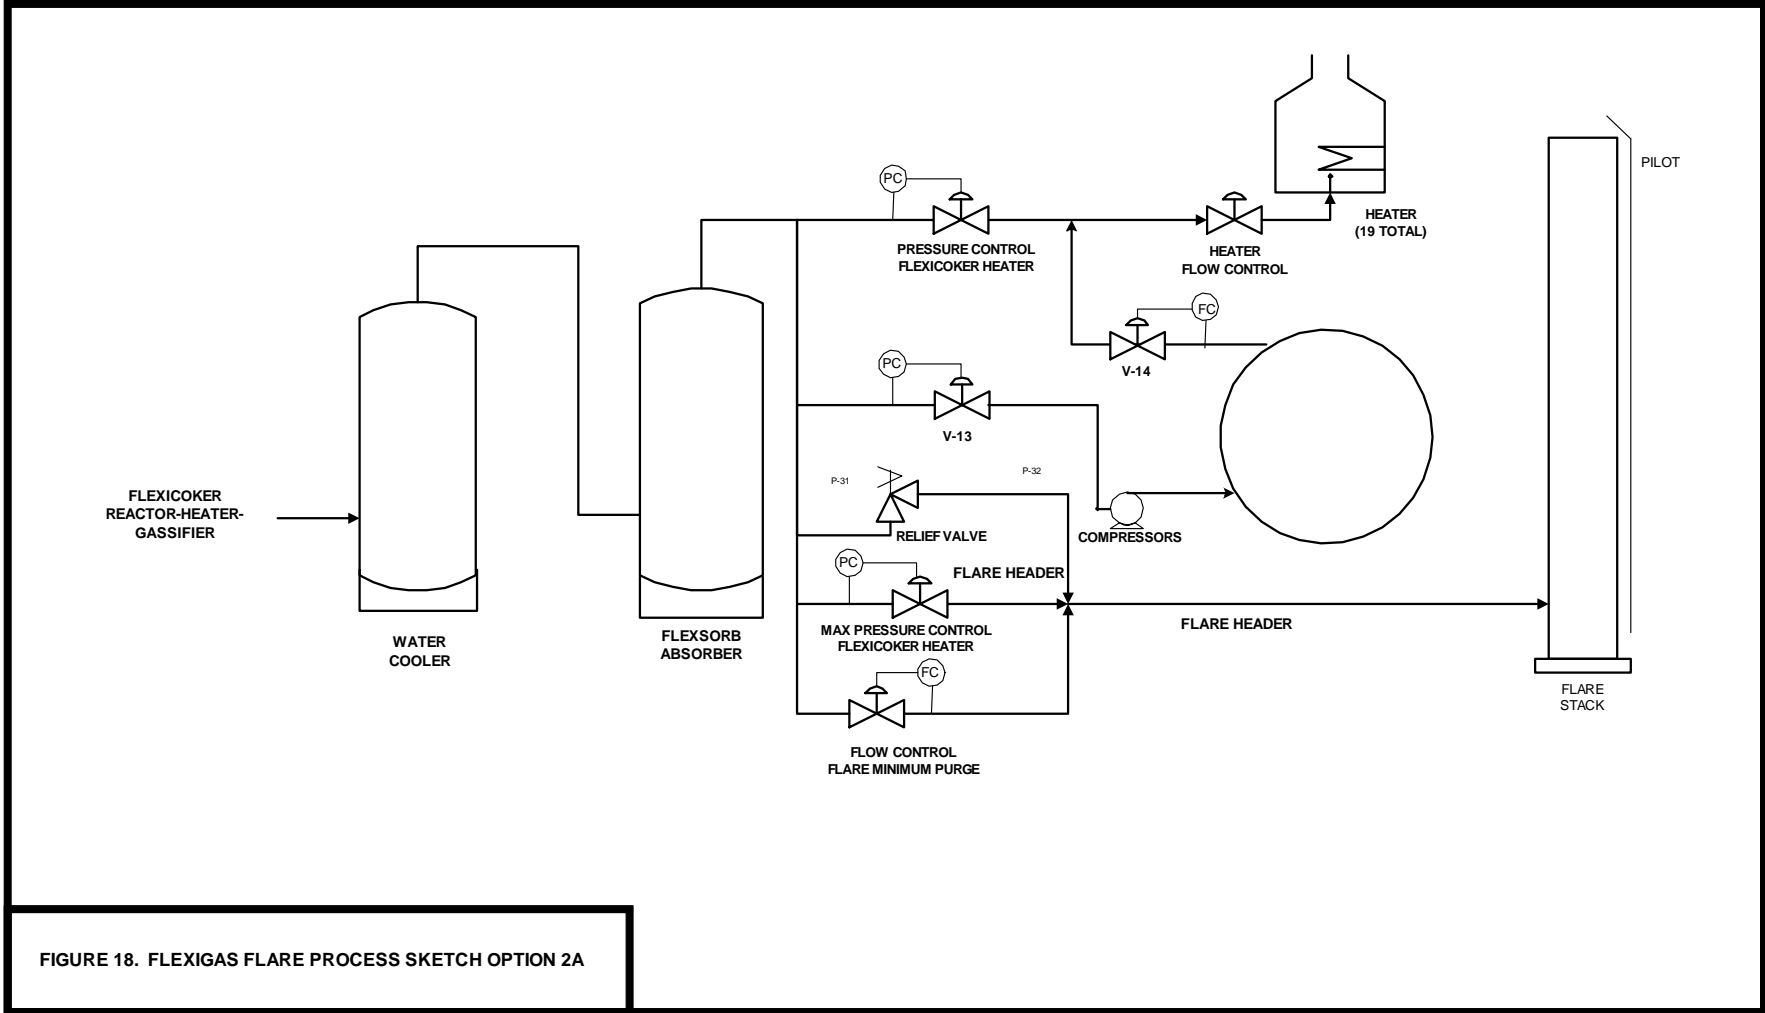 PILOT
PC
HEATER
(19 TOTAL)
PRESSURE CONTROL
FLEXICOKER HEATER
HEATER
FLOW CONTROL
FC
V-14
PC
V-13
P-31
P-32
FLEXICOKER
REACTOR-HEATER-
GASSIFIER
RELIEF VALVE
COMPRESSORS
PC
FLARE HEADER
MAX PRESSURE CONTROL
FLEXICOKER HEATER
FLARE HEADER
WATER
COOLER
FLEXSORB
ABSORBER
FC
FLARE
STACK
FLOW CONTROL
FLARE MINIMUM PURGE
FIGURE 18. FLEXIGAS FLARE PROCESS SKETCH OPTION 2A